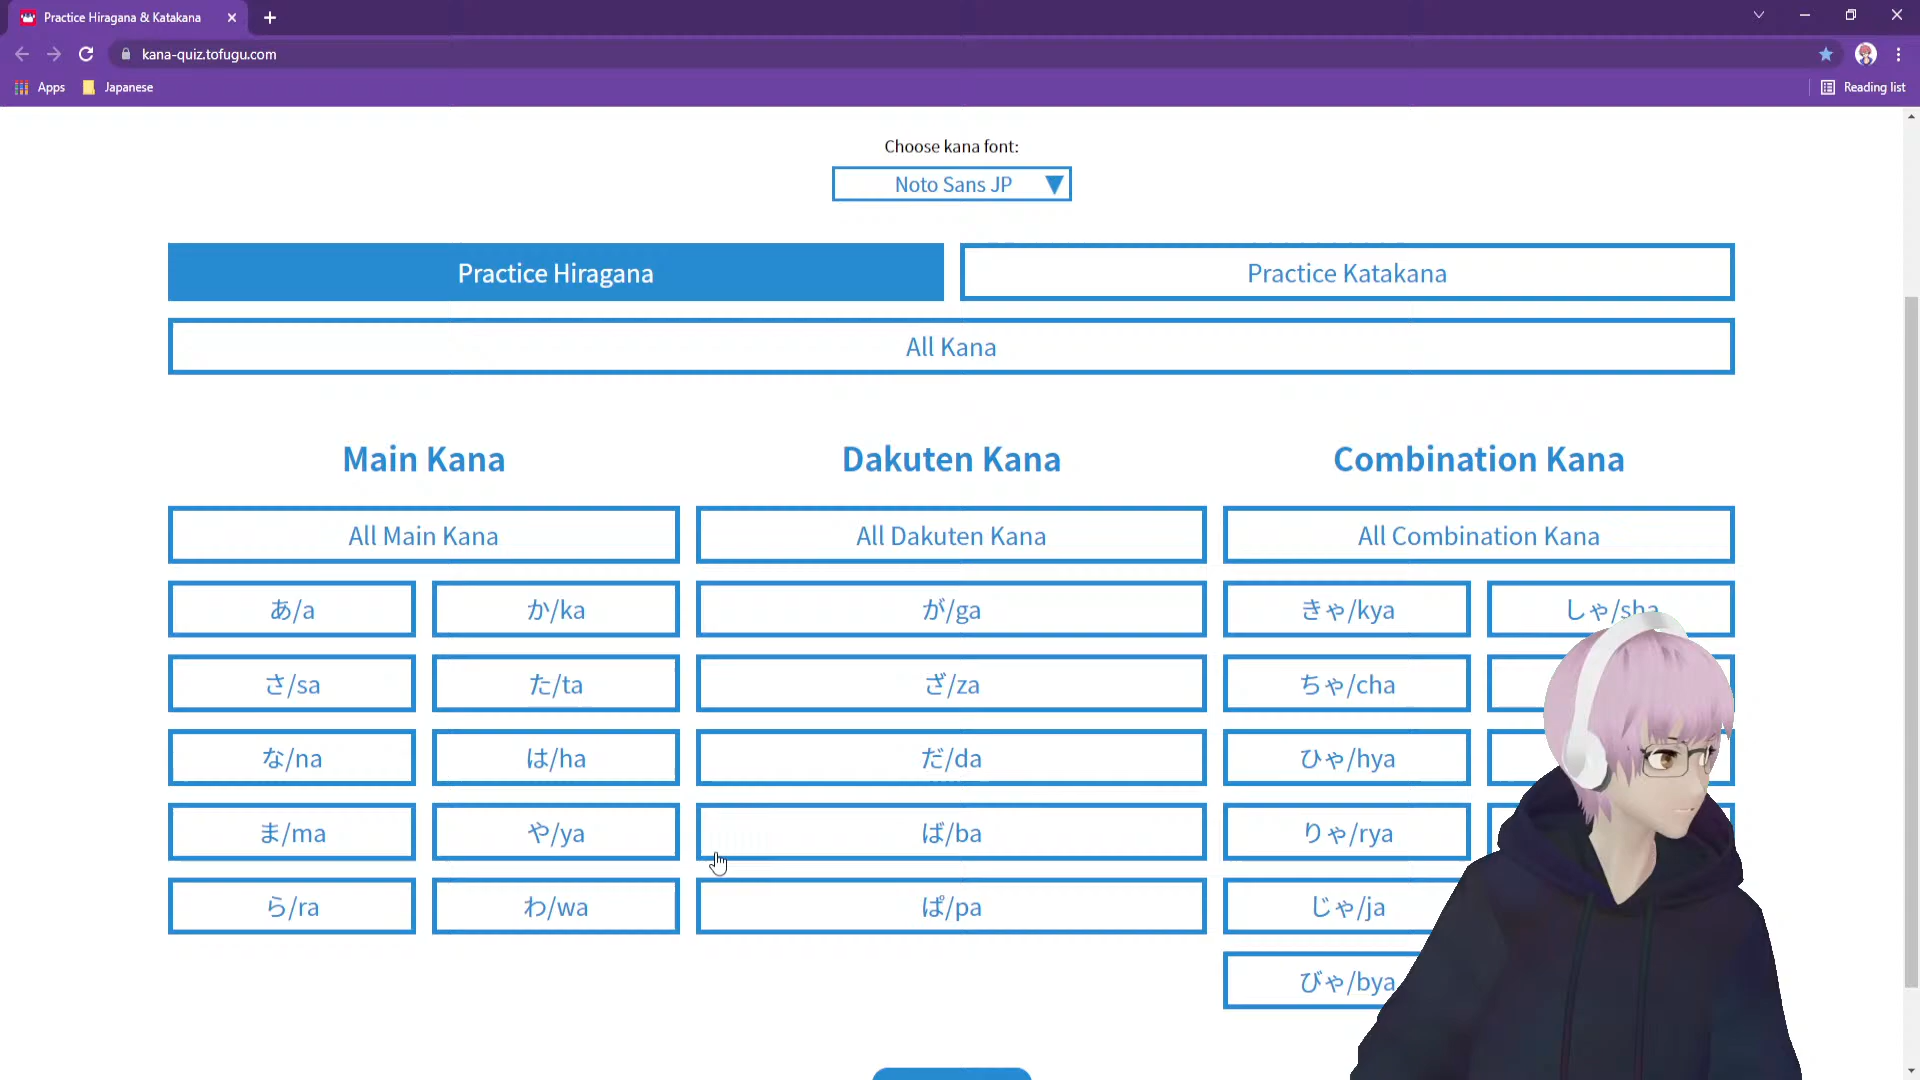 Practice Hiragana & Katakana
kana-quiz.tofugu.com
Apps
Japanese
Reading list
Choose kana font:
Noto Sans JP
Practice Hiragana
Practice Katakana
All Kana
Main Kana
Dakuten Kana
Combination Kana
All Main Kana
All Dakuten Kana
All Combination Kana
あ/a
か/ka
が/ga
きゃ/kya
しゃ/sha
さ/sa
た/ta
ざ/za
ちゃ/cha
な/na
は/ha
だ/da
ひゃ/hya
ま/ma
や/ya
ば/ba
りゃ/rya
ら/ra
わ/wa
ぱ/pa
じゃ/ja
びゃ/bya